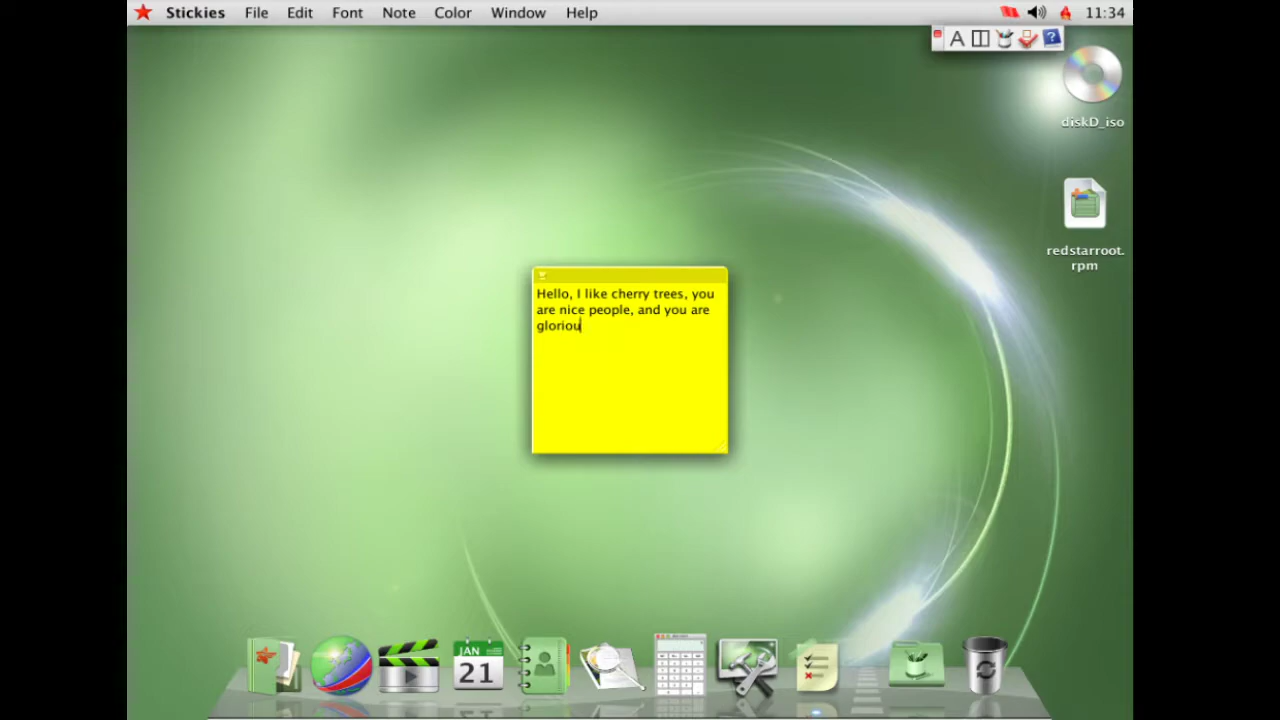 Stickies File Edit Font Note Color Window Help 11:34
A ?
diskD_iso
redstarroot.
rpm
Hello, I like cherry trees, you
are nice people, and you are
gloriou
JAN
21